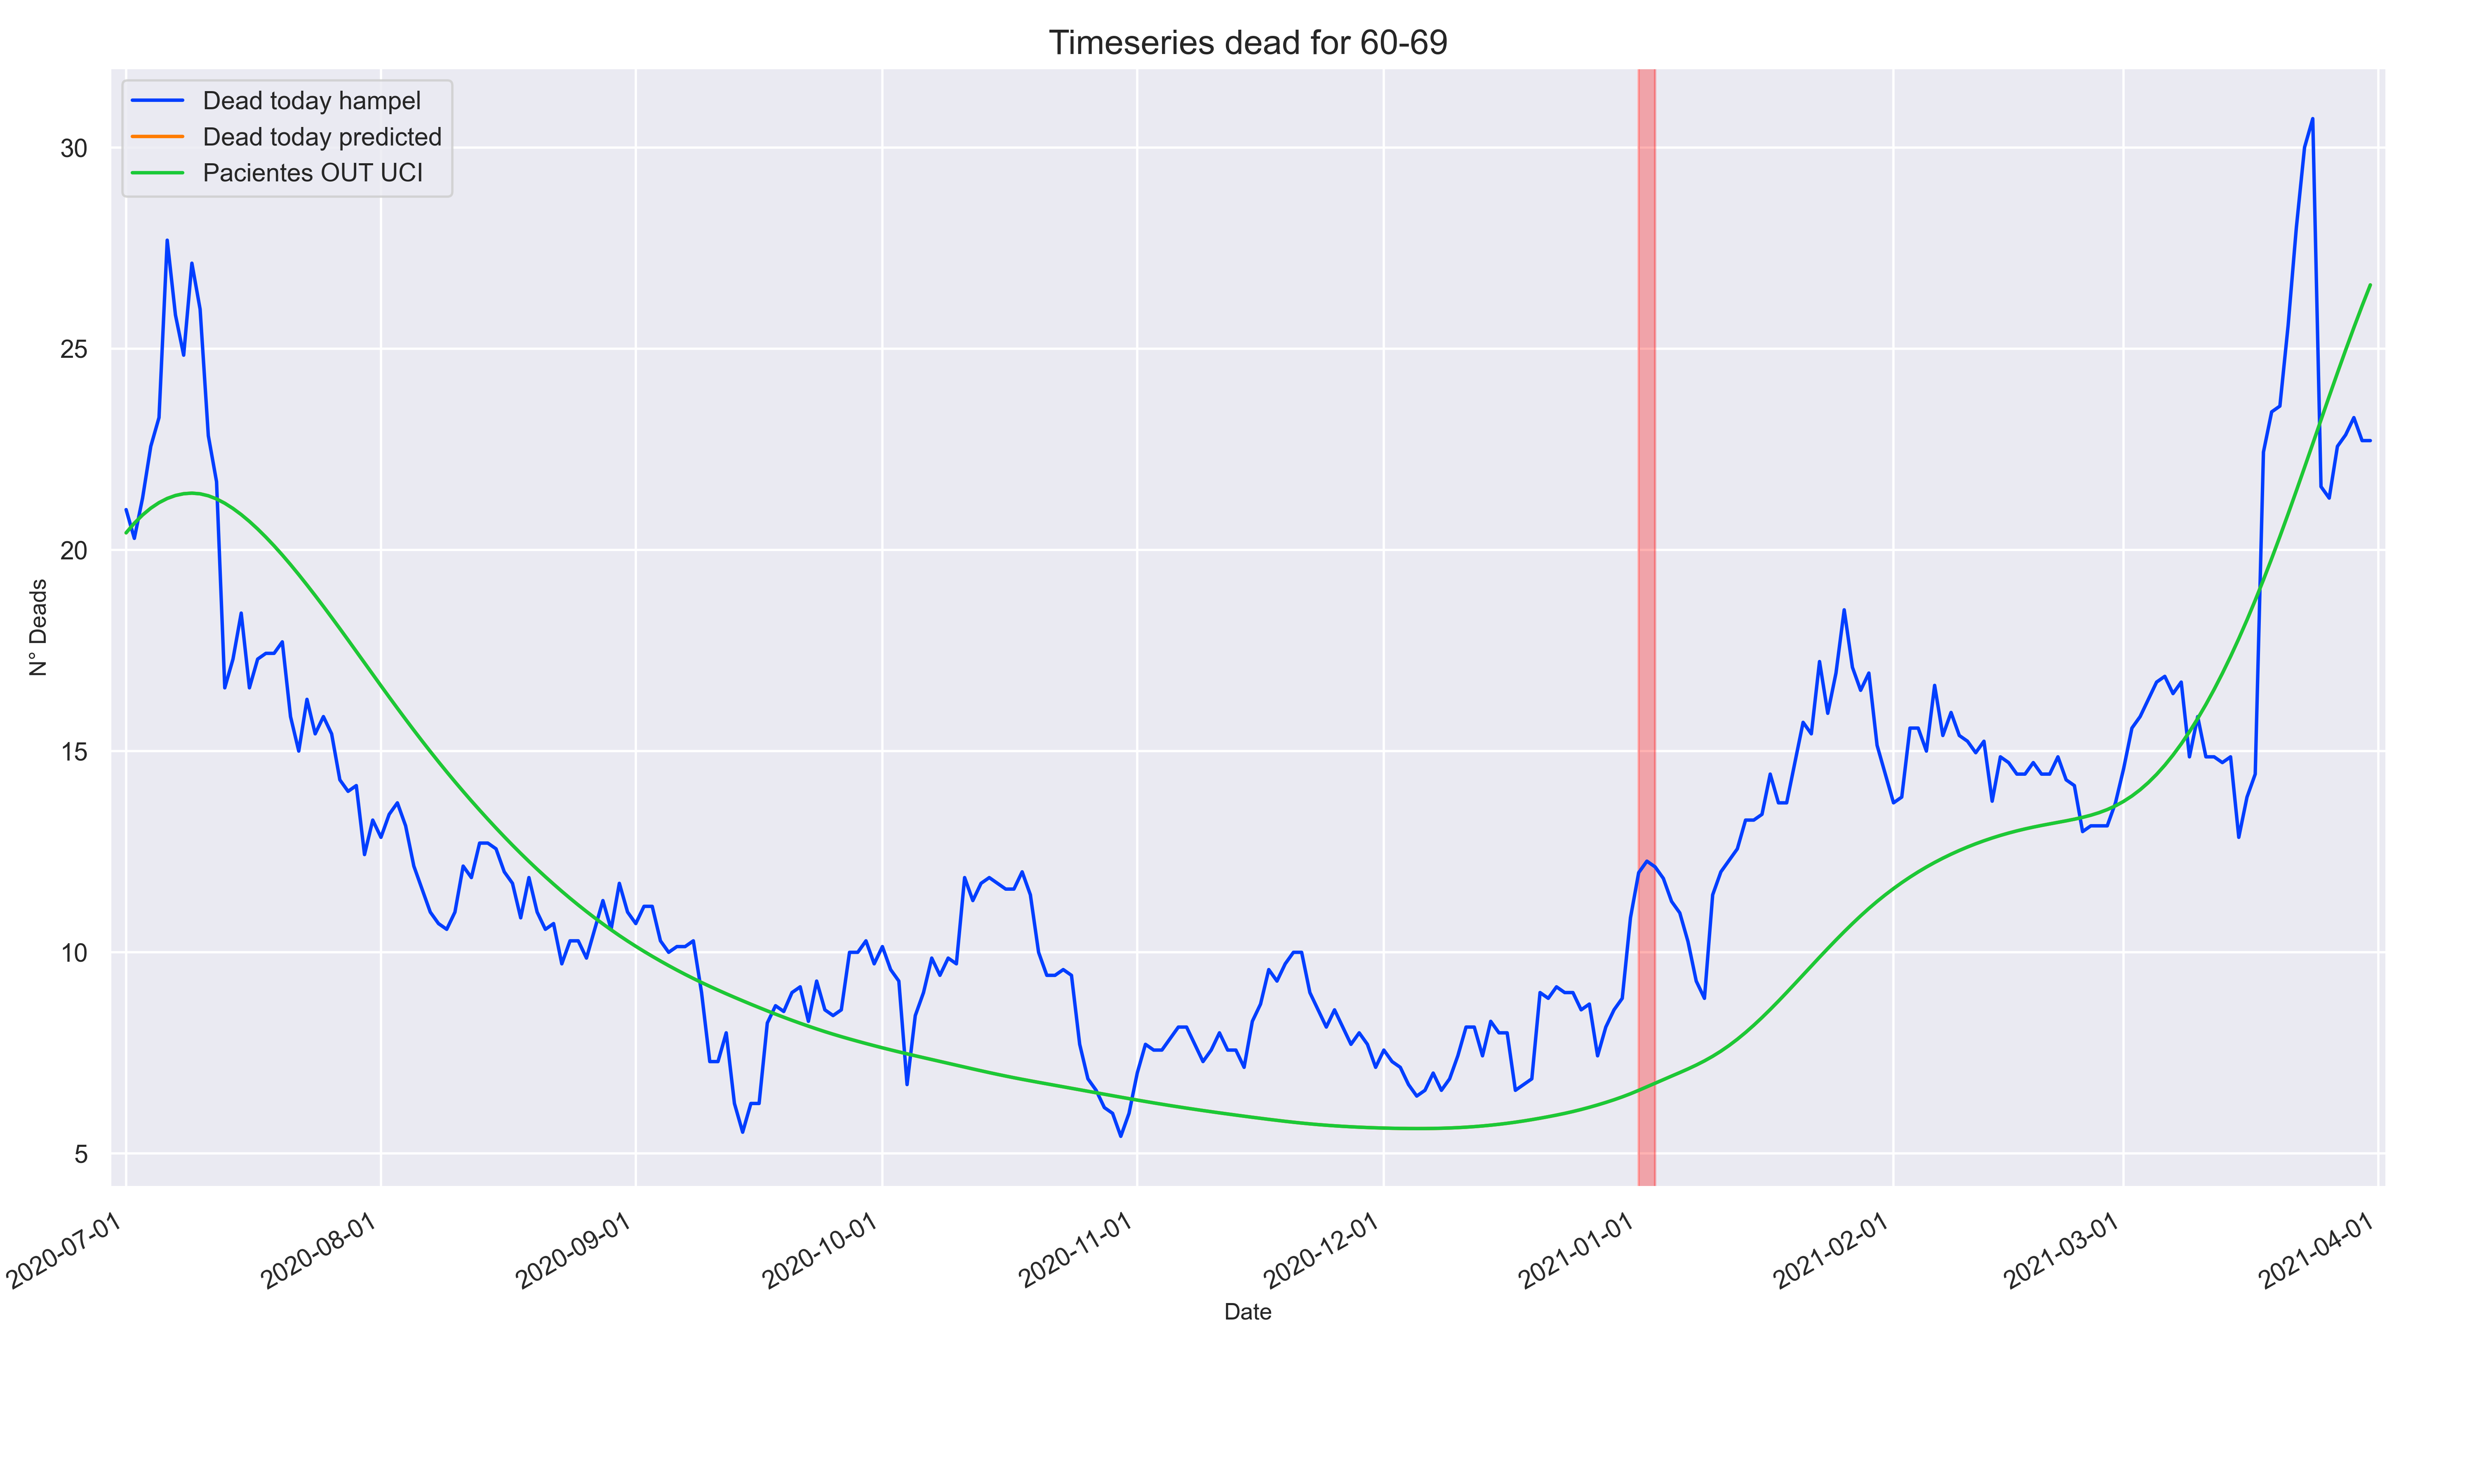 Timeseries dead for 60-69
Dead today hampel
Dead today predicted
Pacientes OUT UCI
30
25
20
15
10
5
N° Deads
2020-07-01
2020-08-01
2020-09-01
2020-10-01
2020-11-01
2020-12-01
2021-01-01
2021-02-01
2021-03-01
2021-04-01
Date